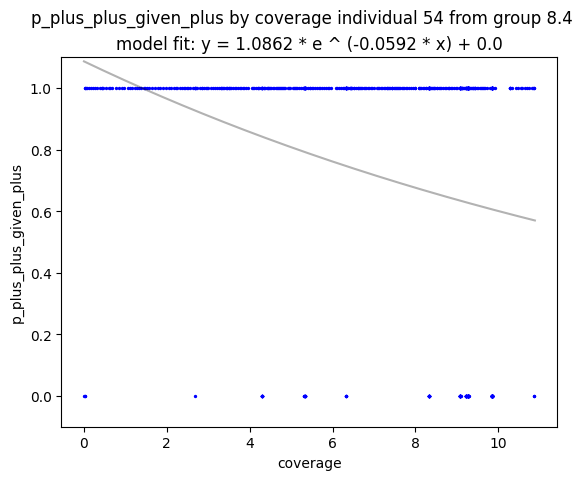 p_plus_plus_given_plus by coverage individual 54 from group 8.4
model fit: y = 1.0862 * e ^ (-0.0592 * x) + 0.0
1.0
0.8
0.6
0.4
0.2
0.0
p_plus_plus_given_plus
0 2 4 6 8 10
coverage